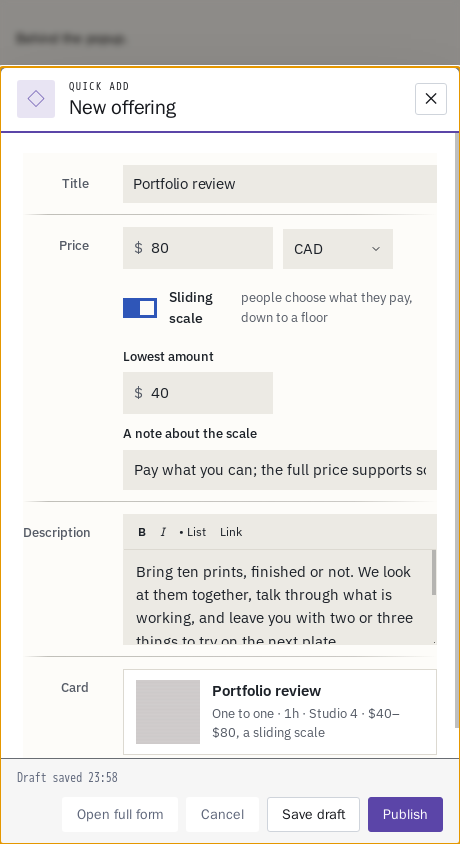 Behind the popup.
QUICK ADD
New offering
Title
Portfolio review
Price
$ 80
CAD
Sliding scale
people choose what they pay,
down to a floor
Lowest amount
$ 40
A note about the scale
Pay what you can; the full price supports
Description
B I • List Link
Bring ten prints, finished or not. We look
at them together, talk through what is
working, and leave you with two or three
things to try on the next plate
Card
Portfolio review
One to one · 1h · Studio 4 · $40–
$80, a sliding scale
Draft saved 23:58
Open full form
Cancel
Save draft
Publish